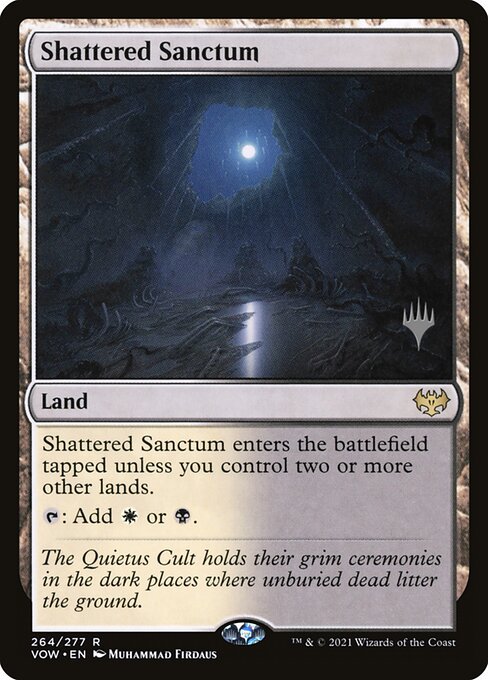 Shattered Sanctum
Land
Shattered Sanctum enters the battlefield
tapped unless you control two or more
other lands.
: Add or .
The Quietus Cult holds their grim ceremonies
in the dark places where unburied dead litter
the ground.
264/277 R
VOW • EN Muhammad Firdaus
™ & © 2021 Wizards of the Coast